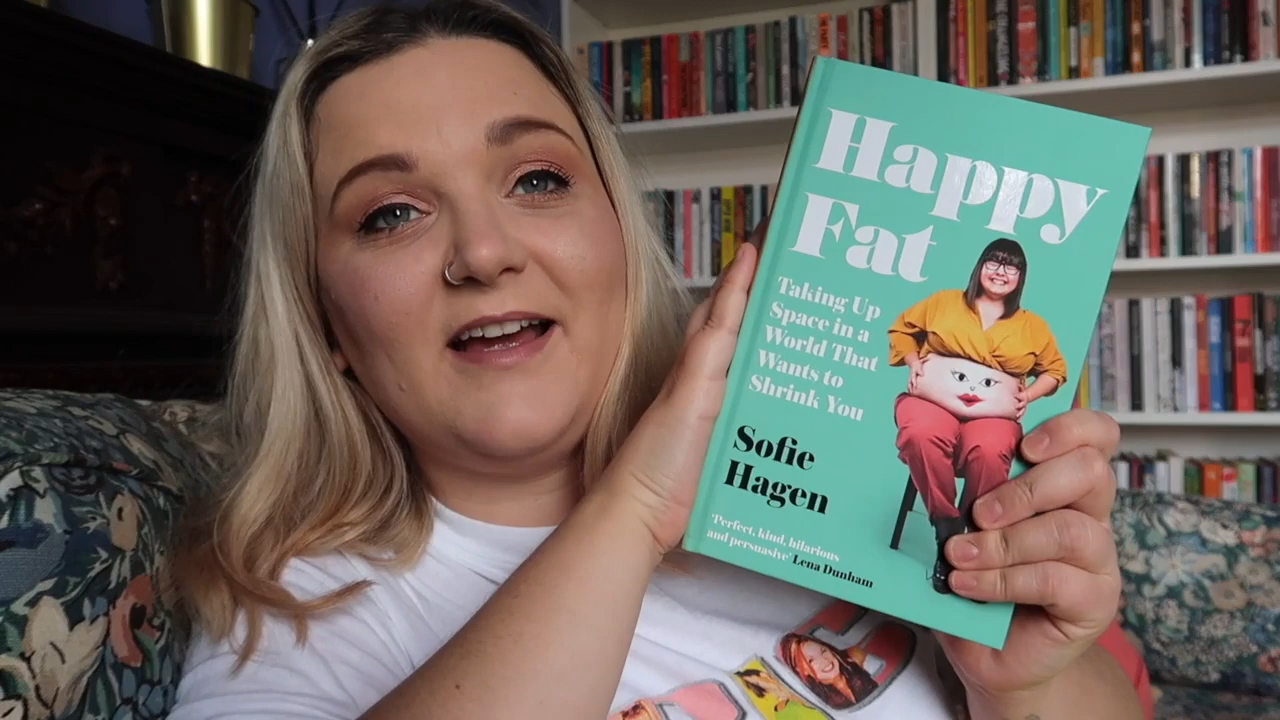 Happy
Fat
Taking Up
Space in a
World That
Wants to
Shrink You
Sofie
Hagen
'Perfect, kind, hilarious
and persuasive' Lena Dunham